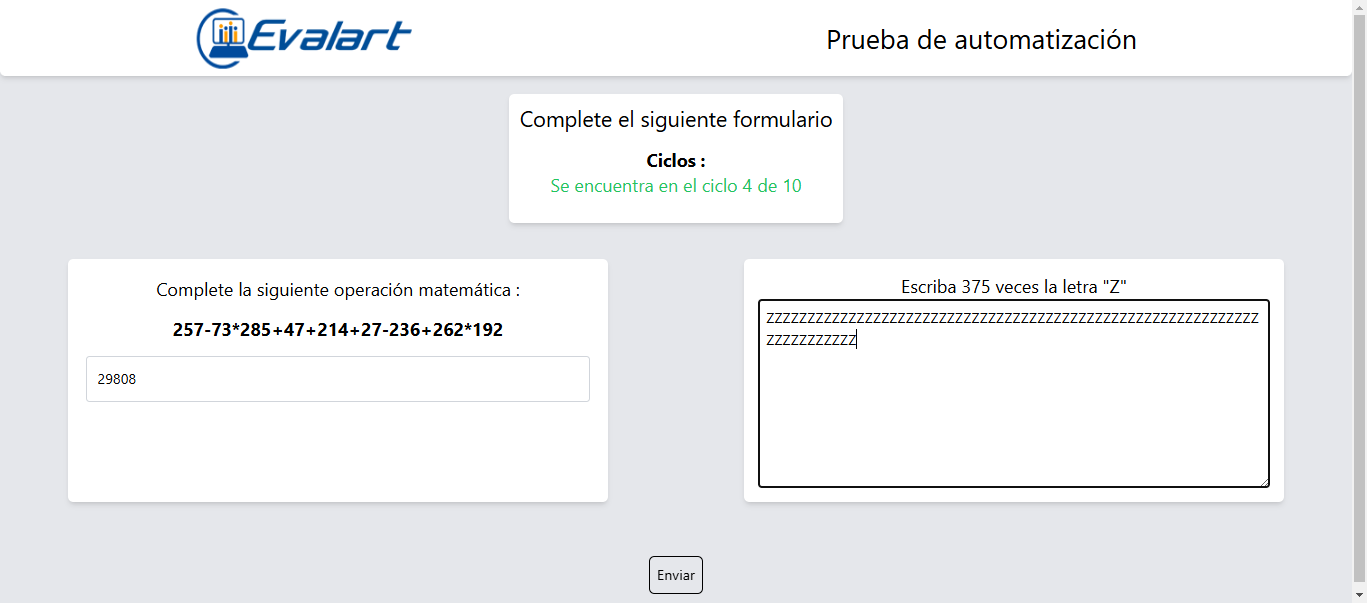 Evalart
Prueba de automatización
Complete el siguiente formulario
Ciclos :
Se encuentra en el ciclo 4 de 10
Complete la siguiente operación matemática :
257-73*285+47+214+27-236+262*192
29808
Escriba 375 veces la letra "Z"
ZZZZZZZZZZZZZZZZZZZZZZZZZZZZZZZZZZZZZZZZZZZZZZZZZZZZZZZZZZZZ
ZZZZZZZZZZZ
Enviar